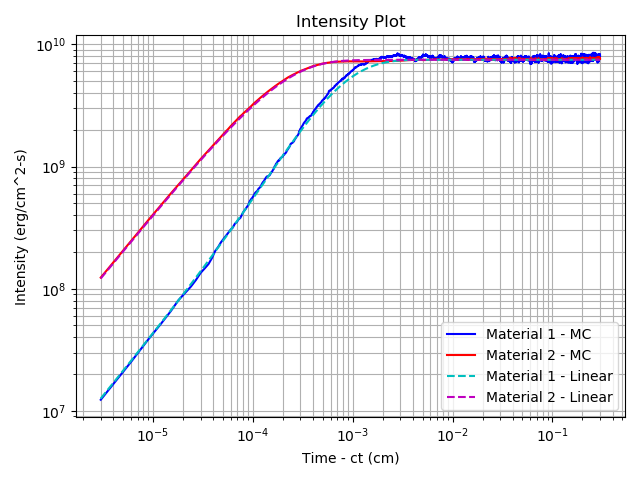 Intensity Plot
Intensity (erg/cm^2-s)
10^10
10^9
10^8
10^7
Material 1 - MC
Material 2 - MC
Material 1 - Linear
Material 2 - Linear
10^-5
10^-4
10^-3
10^-2
10^-1
Time - ct (cm)